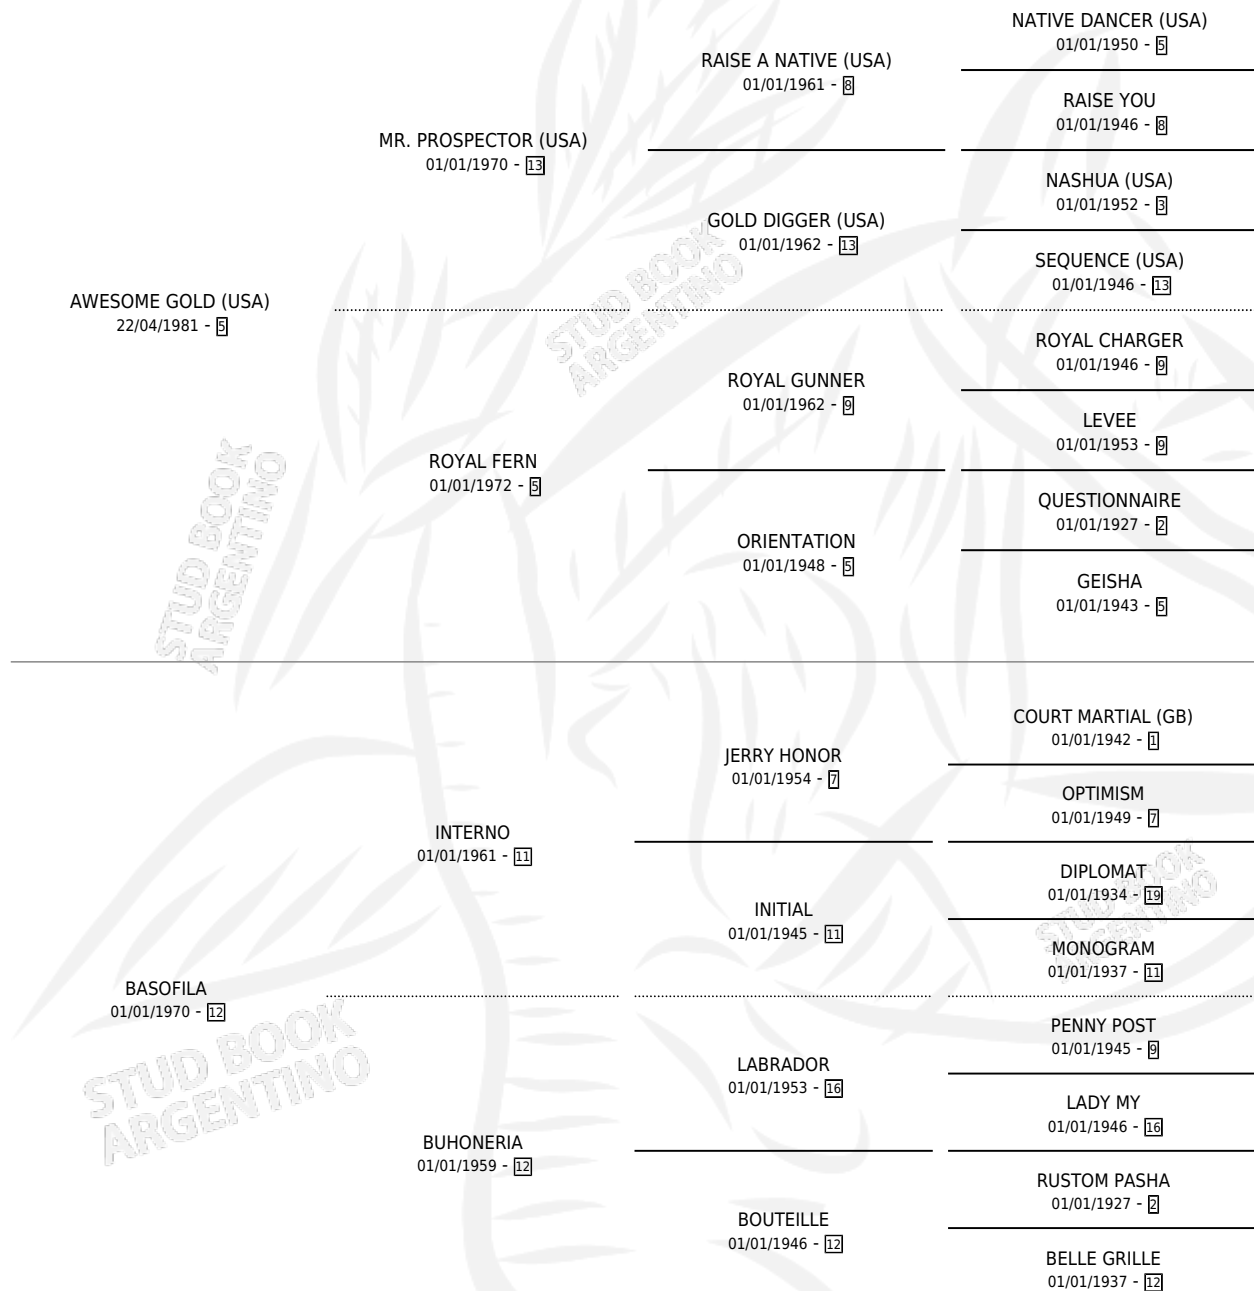 NATIVE DANCER (USA)
01/01/1950 - 5
RAISE A NATIVE (USA)
01/01/1961 - 8
RAISE YOU
01/01/1946 - 8
MR. PROSPECTOR (USA)
01/01/1970 - 13
NASHUA (USA)
01/01/1952 - 3
GOLD DIGGER (USA)
01/01/1962 - 13
SEQUENCE (USA)
01/01/1946 - 13
AWESOME GOLD (USA)
22/04/1981 - 5
ROYAL CHARGER
01/01/1946 - 9
ROYAL GUNNER
01/01/1962 - 9
LEVEE
01/01/1953 - 9
ROYAL FERN
01/01/1972 - 5
QUESTIONNAIRE
01/01/1927 - 2
ORIENTATION
01/01/1948 - 5
GEISHA
01/01/1943 - 5
COURT MARTIAL (GB)
01/01/1942 - 1
JERRY HONOR
01/01/1954 - 7
OPTIMISM
01/01/1949 - 7
INTERNO
01/01/1961 - 11
DIPLOMAT
01/01/1934 - 19
INITIAL
01/01/1945 - 11
MONOGRAM
01/01/1937 - 11
BASOFILA
01/01/1970 - 12
PENNY POST
01/01/1945 - 9
LABRADOR
01/01/1953 - 16
LADY MY
01/01/1946 - 16
BUHONERIA
01/01/1959 - 12
RUSTOM PASHA
01/01/1927 - 2
BOUTEILLE
01/01/1946 - 12
BELLE GRILLE
01/01/1937 - 12
STUD BOOK
ARGENTINO
STUD BOOK
ARGENTINO
STUD BOOK
ARGENTINO
STUD BOOK
ARGENTINO